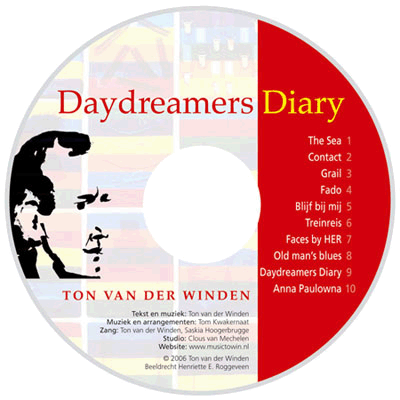 Daydreamers Diary
The Sea 1
Contact 2
Grail 3
Fado 4
Blijf bij mij 5
Treinreis 6
Faces by HER 7
Old man's blues 8
Daydreamers Diary 9
Anna Paulowna 10
TON VAN DER WINDEN
Tekst en muziek: Ton van der Winden
Muziek en arrangementen: Tom Kwakernaat
Zang: Ton van der Winden, Saskia Hoogerbrugge
Studio: Clous van Mechelen
Website: www.musictown.nl
© 2006 Ton van der Winden
Beeldrecht Henriette E. Roggeveen